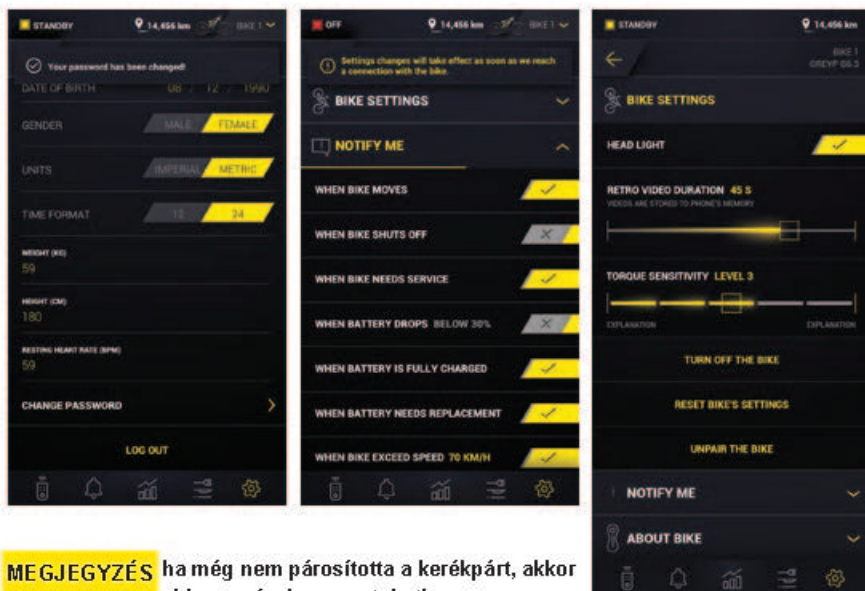 STANDBY 14,456 km BIKE 1
Your password has been changed!
DATE OF BIRTH 08 / 12 / 1990
GENDER MALE FEMALE
UNITS IMPERIAL METRIC
TIME FORMAT 12 24
WEIGHT (KG)
59
HEIGHT (CM)
180
RESTING HEART RATE (BPM)
59
CHANGE PASSWORD
LOG OUT
OFF 14,456 km BIKE 1
Settings changes will take effect as soon as we reach
a connection with the bike.
BIKE SETTINGS
NOTIFY ME
WHEN BIKE MOVES
WHEN BIKE SHUTS OFF
WHEN BIKE NEEDS SERVICE
WHEN BATTERY DROPS BELOW 30%
WHEN BATTERY IS FULLY CHARGED
WHEN BATTERY NEEDS REPLACEMENT
WHEN BIKE EXCEED SPEED 70 KM/H
STANDBY 14,456 km
BIKE 1
GREYP G6.3
BIKE SETTINGS
HEAD LIGHT
RETRO VIDEO DURATION 45 S
VIDEOS ARE STORED TO PHONE'S MEMORY
TORQUE SENSITIVITY LEVEL 3
EXPLANATION EXPLANATION
TURN OFF THE BIKE
RESET BIKE'S SETTINGS
UNPAIR THE BIKE
NOTIFY ME
ABOUT BIKE
MEGJEGYZÉS ha még nem párosította a kerékpárt, akkor